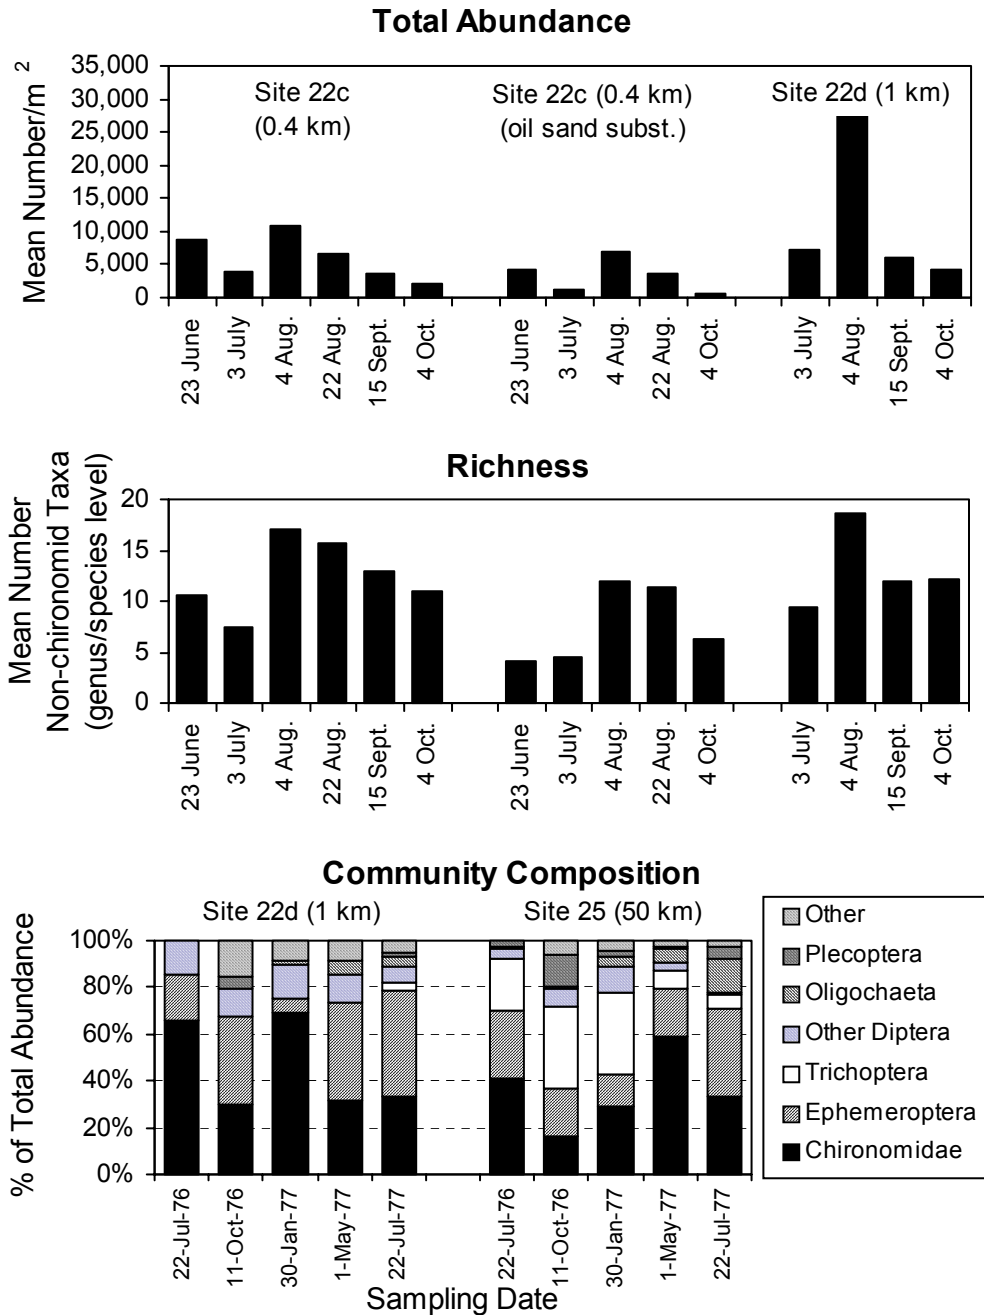 Total Abundance
Mean Number/m 2
35,000
30,000
25,000
20,000
15,000
10,000
5,000
0
Site 22c
(0.4 km)
Site 22c (0.4 km)
(oil sand subst.)
Site 22d (1 km)
23 June
3 July
4 Aug.
22 Aug.
15 Sept.
4 Oct.
23 June
3 July
4 Aug.
22 Aug.
4 Oct.
3 July
4 Aug.
15 Sept.
4 Oct.
Richness
Mean Number
Non-chironomid Taxa
(genus/species level)
20
15
10
5
0
23 June
3 July
4 Aug.
22 Aug.
15 Sept.
4 Oct.
23 June
3 July
4 Aug.
22 Aug.
4 Oct.
3 July
4 Aug.
15 Sept.
4 Oct.
Community Composition
Site 22d (1 km)
Site 25 (50 km)
% of Total Abundance
100%
80%
60%
40%
20%
0%
22-Jul-76
11-Oct-76
30-Jan-77
1-May-77
22-Jul-77
22-Jul-76
11-Oct-76
30-Jan-77
1-May-77
22-Jul-77
Sampling Date
Other
Plecoptera
Oligochaeta
Other Diptera
Trichoptera
Ephemeroptera
Chironomidae